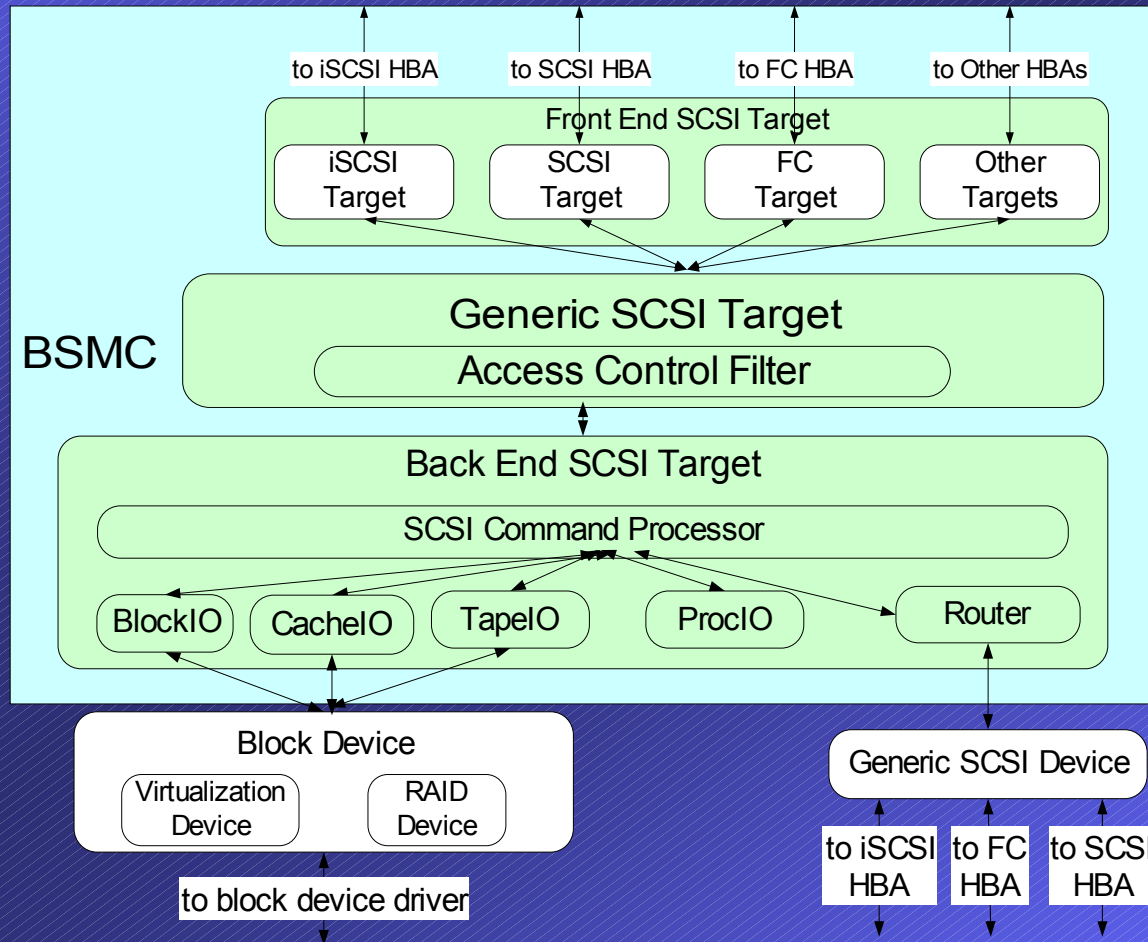 to iSCSI HBA
to SCSI HBA
to FC HBA
to Other HBAs
Front End SCSI Target
iSCSI
Target
SCSI
Target
FC
Target
Other
Targets
BSMC
Generic SCSI Target
Access Control Filter
Back End SCSI Target
SCSI Command Processor
BlockIO
CacheIO
TapeIO
ProcIO
Router
Block Device
Virtualization
Device
RAID
Device
Generic SCSI Device
to iSCSI
HBA
to FC
HBA
to SCSI
HBA
to block device driver